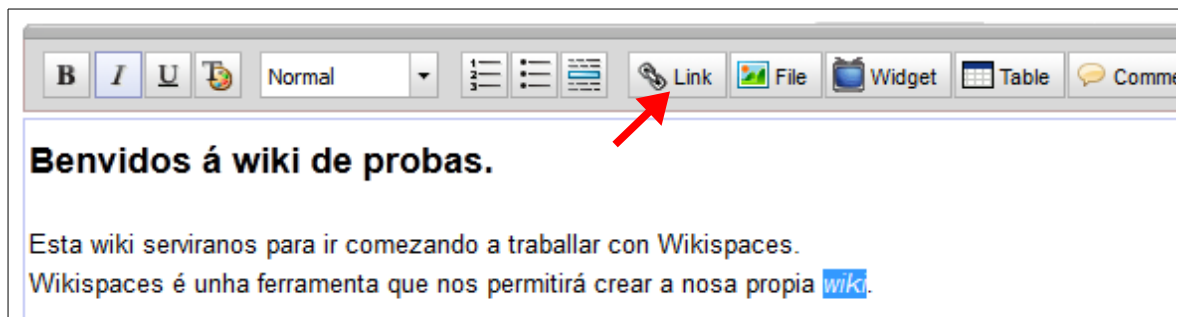 B I U T Normal Link File Widget Table Comme
Benvidos á wiki de probas.
Esta wiki serviranos para ir comezando a traballar con Wikispaces.
Wikispaces é unha ferramenta que nos permitirá crear a nosa propia wiki.